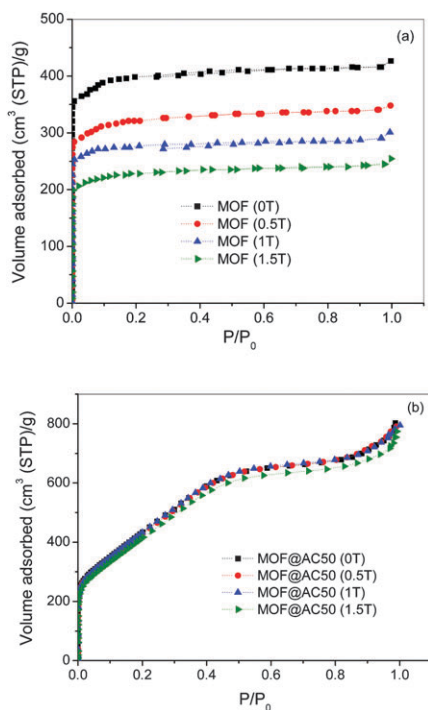 500
(a)
400
300
200
100
0
Volume adsorbed (cm³ (STP)/g)
MOF (0T)
MOF (0.5T)
MOF (1T)
MOF (1.5T)
0.0 0.2 0.4 0.6 0.8 1.0
P/P₀
(b)
800
600
400
200
0
Volume adsorbed (cm³ (STP)/g)
MOF@AC50 (0T)
MOF@AC50 (0.5T)
MOF@AC50 (1T)
MOF@AC50 (1.5T)
0.0 0.2 0.4 0.6 0.8 1.0
P/P₀